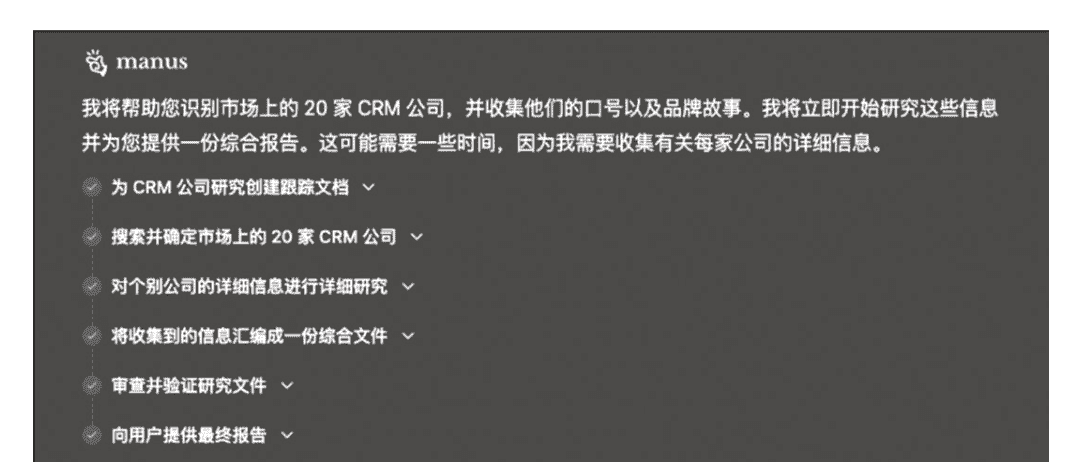 manus
我将帮助您识别市场上的 20 家 CRM 公司，并收集他们的口号以及品牌故事。我将立即开始研究这些信息
并为您提供一份综合报告。这可能需要一些时间，因为我需要收集有关每家公司的详细信息。
为 CRM 公司研究创建跟踪文档
搜索并确定市场上的 20 家 CRM 公司
对个别公司的详细信息进行详细研究
将收集到的信息汇编成一份综合文件
审查并验证研究文件
向用户提供最终报告